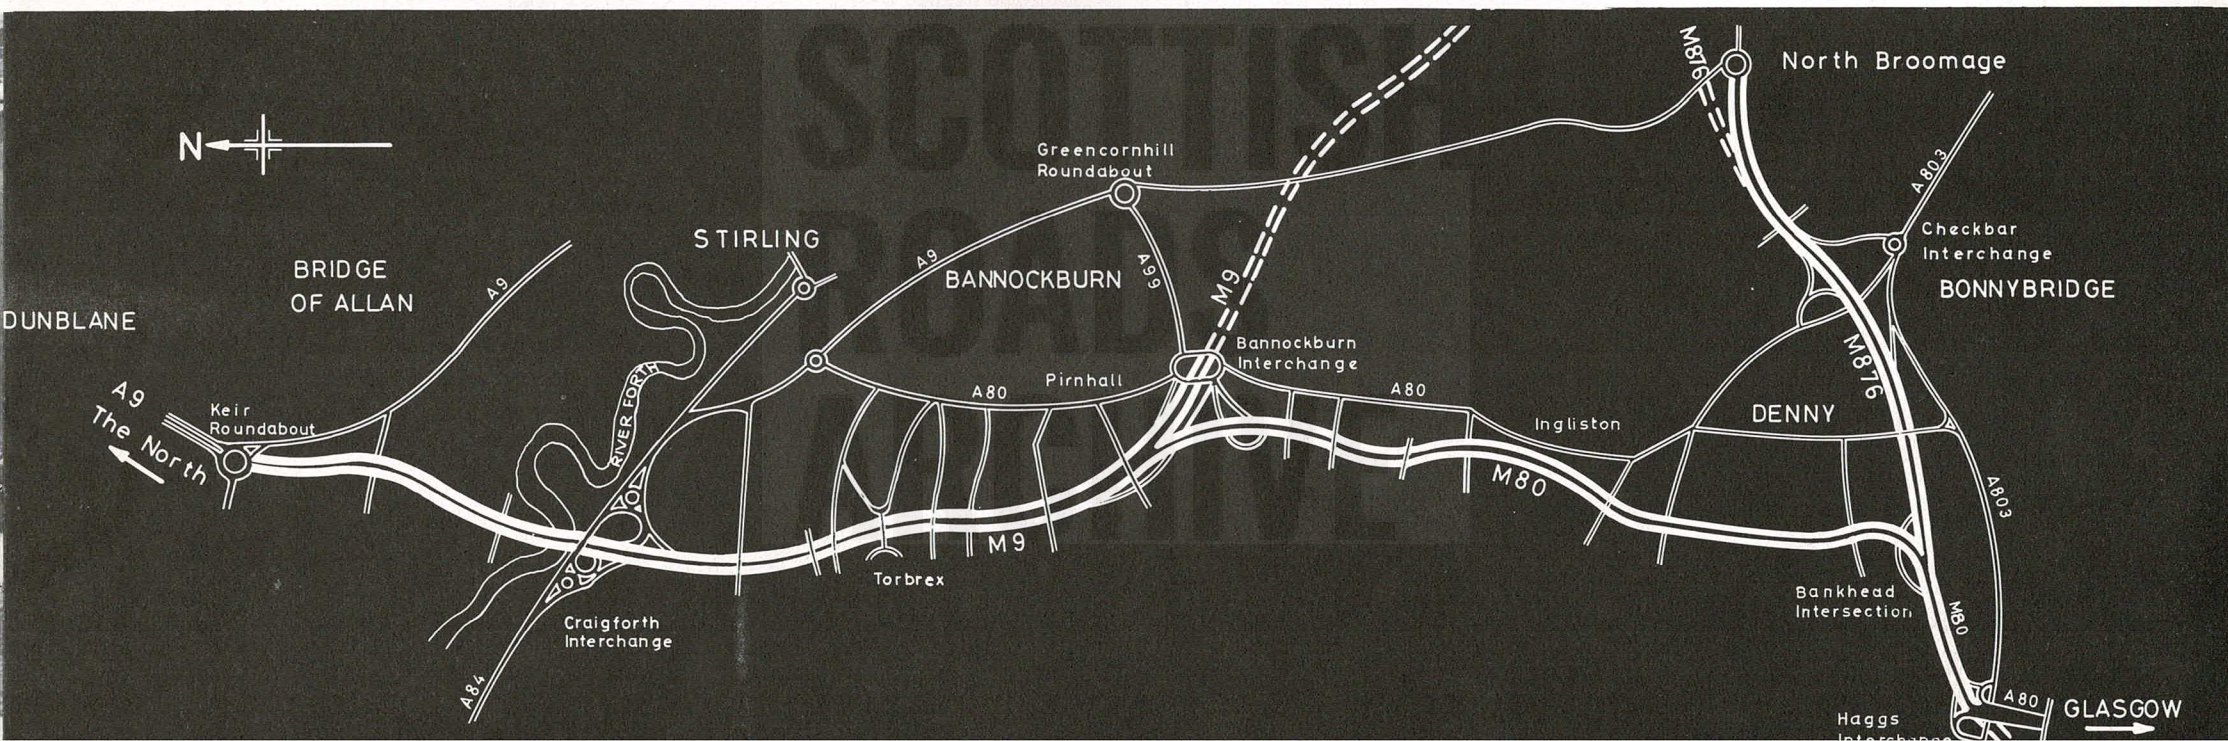 SCOTTISH
ROADS
ARCHIVE
N
DUNBLANE
BRIDGE
OF ALLAN
A9
The North
Keir
Roundabout
A9
STIRLING
RIVER FORTH
Craigforth
Interchange
A84
A9
BANNOCKBURN
Greencornhill
Roundabout
A99
M9
Bannockburn
Interchange
Pirnhall
A80
M9
Torbrex
A80
Ingliston
M80
M876
North Broomage
A803
Checkbar
Interchange
BONNYBRIDGE
M876
DENNY
A803
Bankhead
Intersection
M80
A80
GLASGOW
Haggs
Interchange